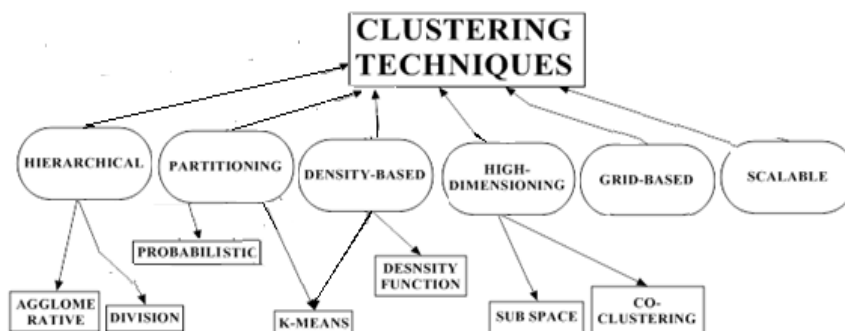 CLUSTERING
TECHNIQUES
HIERARCHICAL
PARTITIONING
DENSITY-BASED
HIGH-
DIMENSIONING
GRID-BASED
SCALABLE
PROBABILISTIC
AGGLOME
RATIVE
DIVISION
K-MEANS
DESNSITY
FUNCTION
SUB SPACE
CO-
CLUSTERING